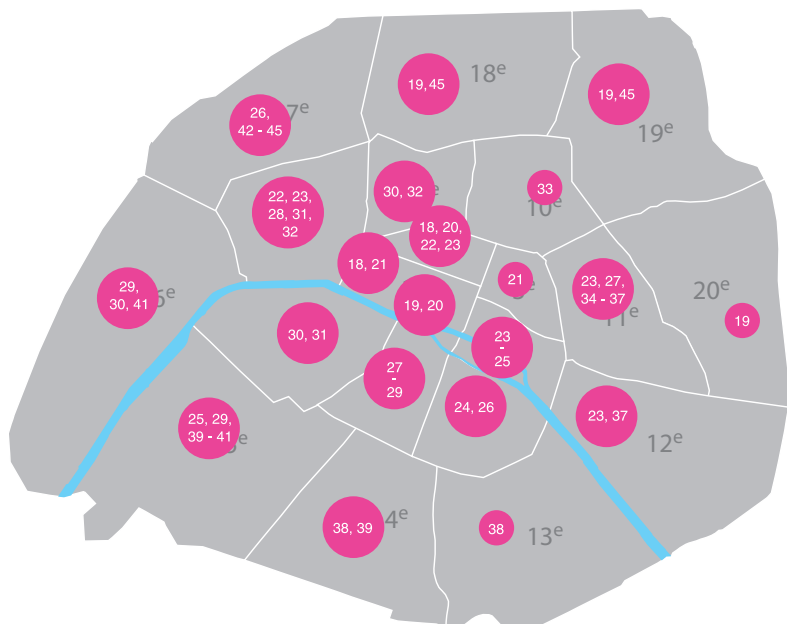 18e
19, 45
19, 45
26,
42 - 45
7e
19e
22, 23,
28, 31,
32
30, 32
e
33
10e
18, 20,
22, 23
18, 21
21
e
23, 27,
34 - 37
11e
20e
19
29,
30, 41
6e
19, 20
30, 31
23
-
25
27
-
29
24, 26
23, 37
12e
25, 29,
39 - 41
5e
38, 39
4e
38
13e